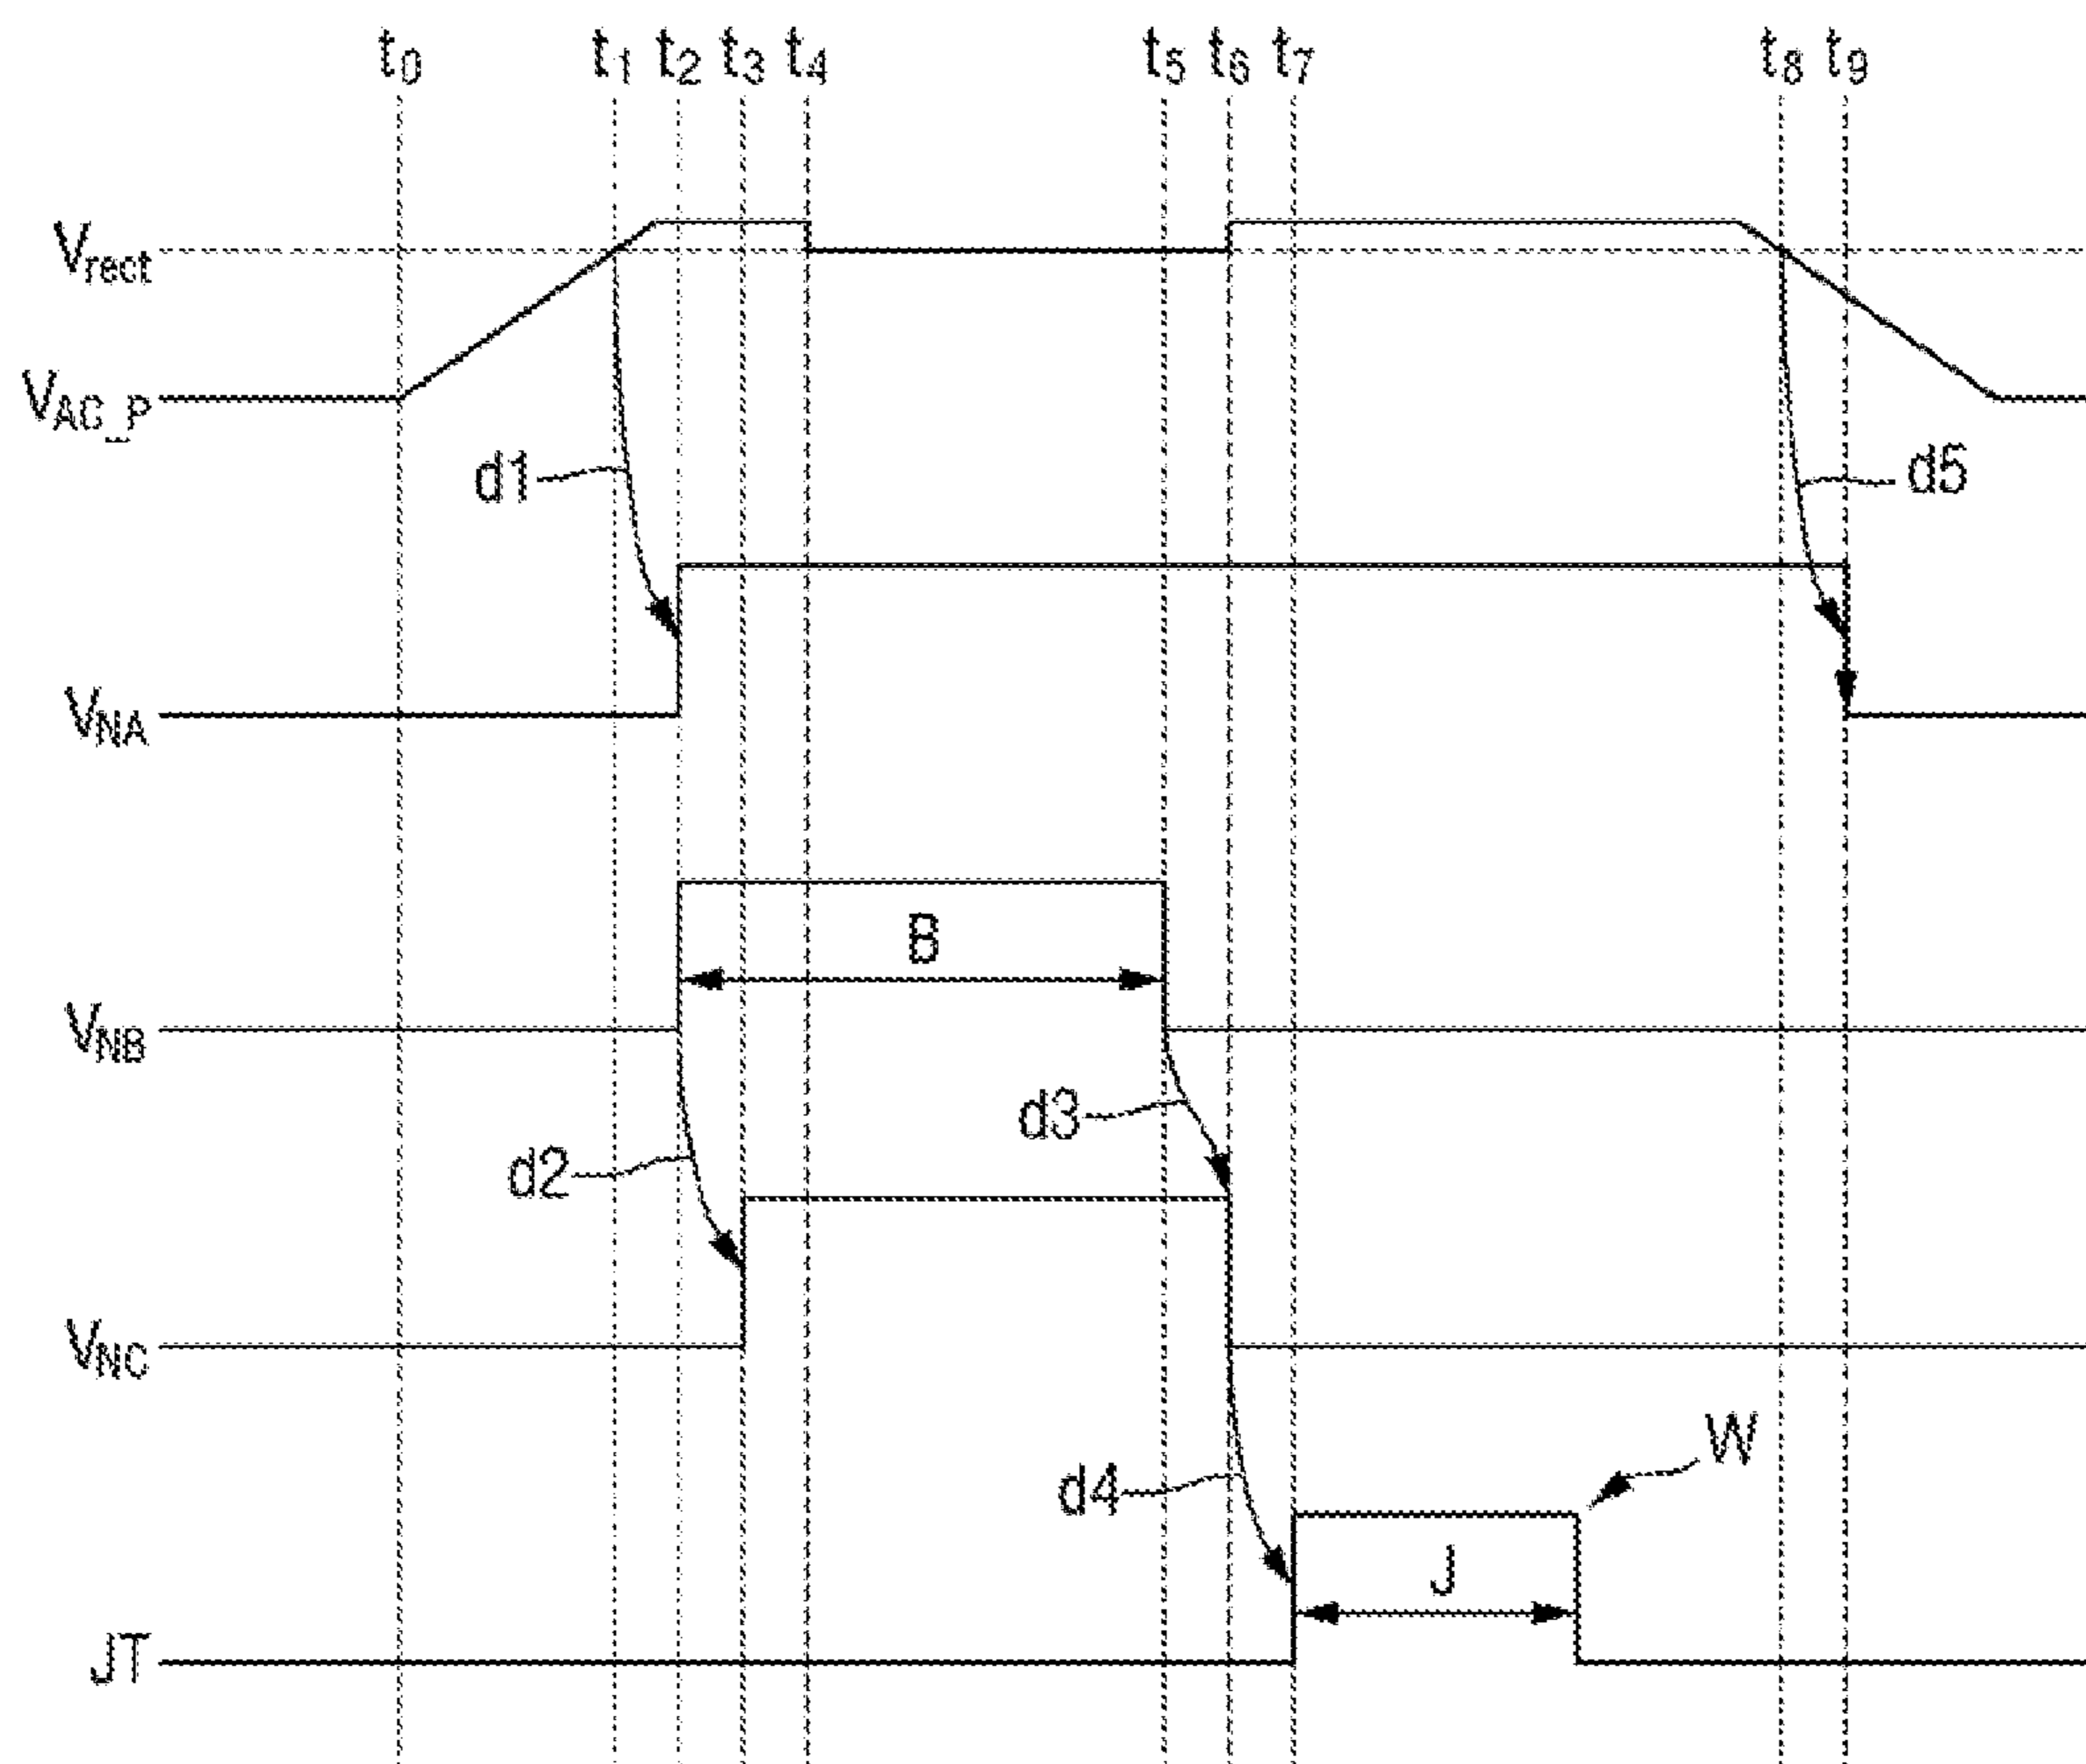 t0 t1 t2 t3 t4 t5 t6 t7 t8 t9
Vrect
VAC_P
d1
d5
VNA
B
VNB
d3
d2
VNC
W
d4
J
JT